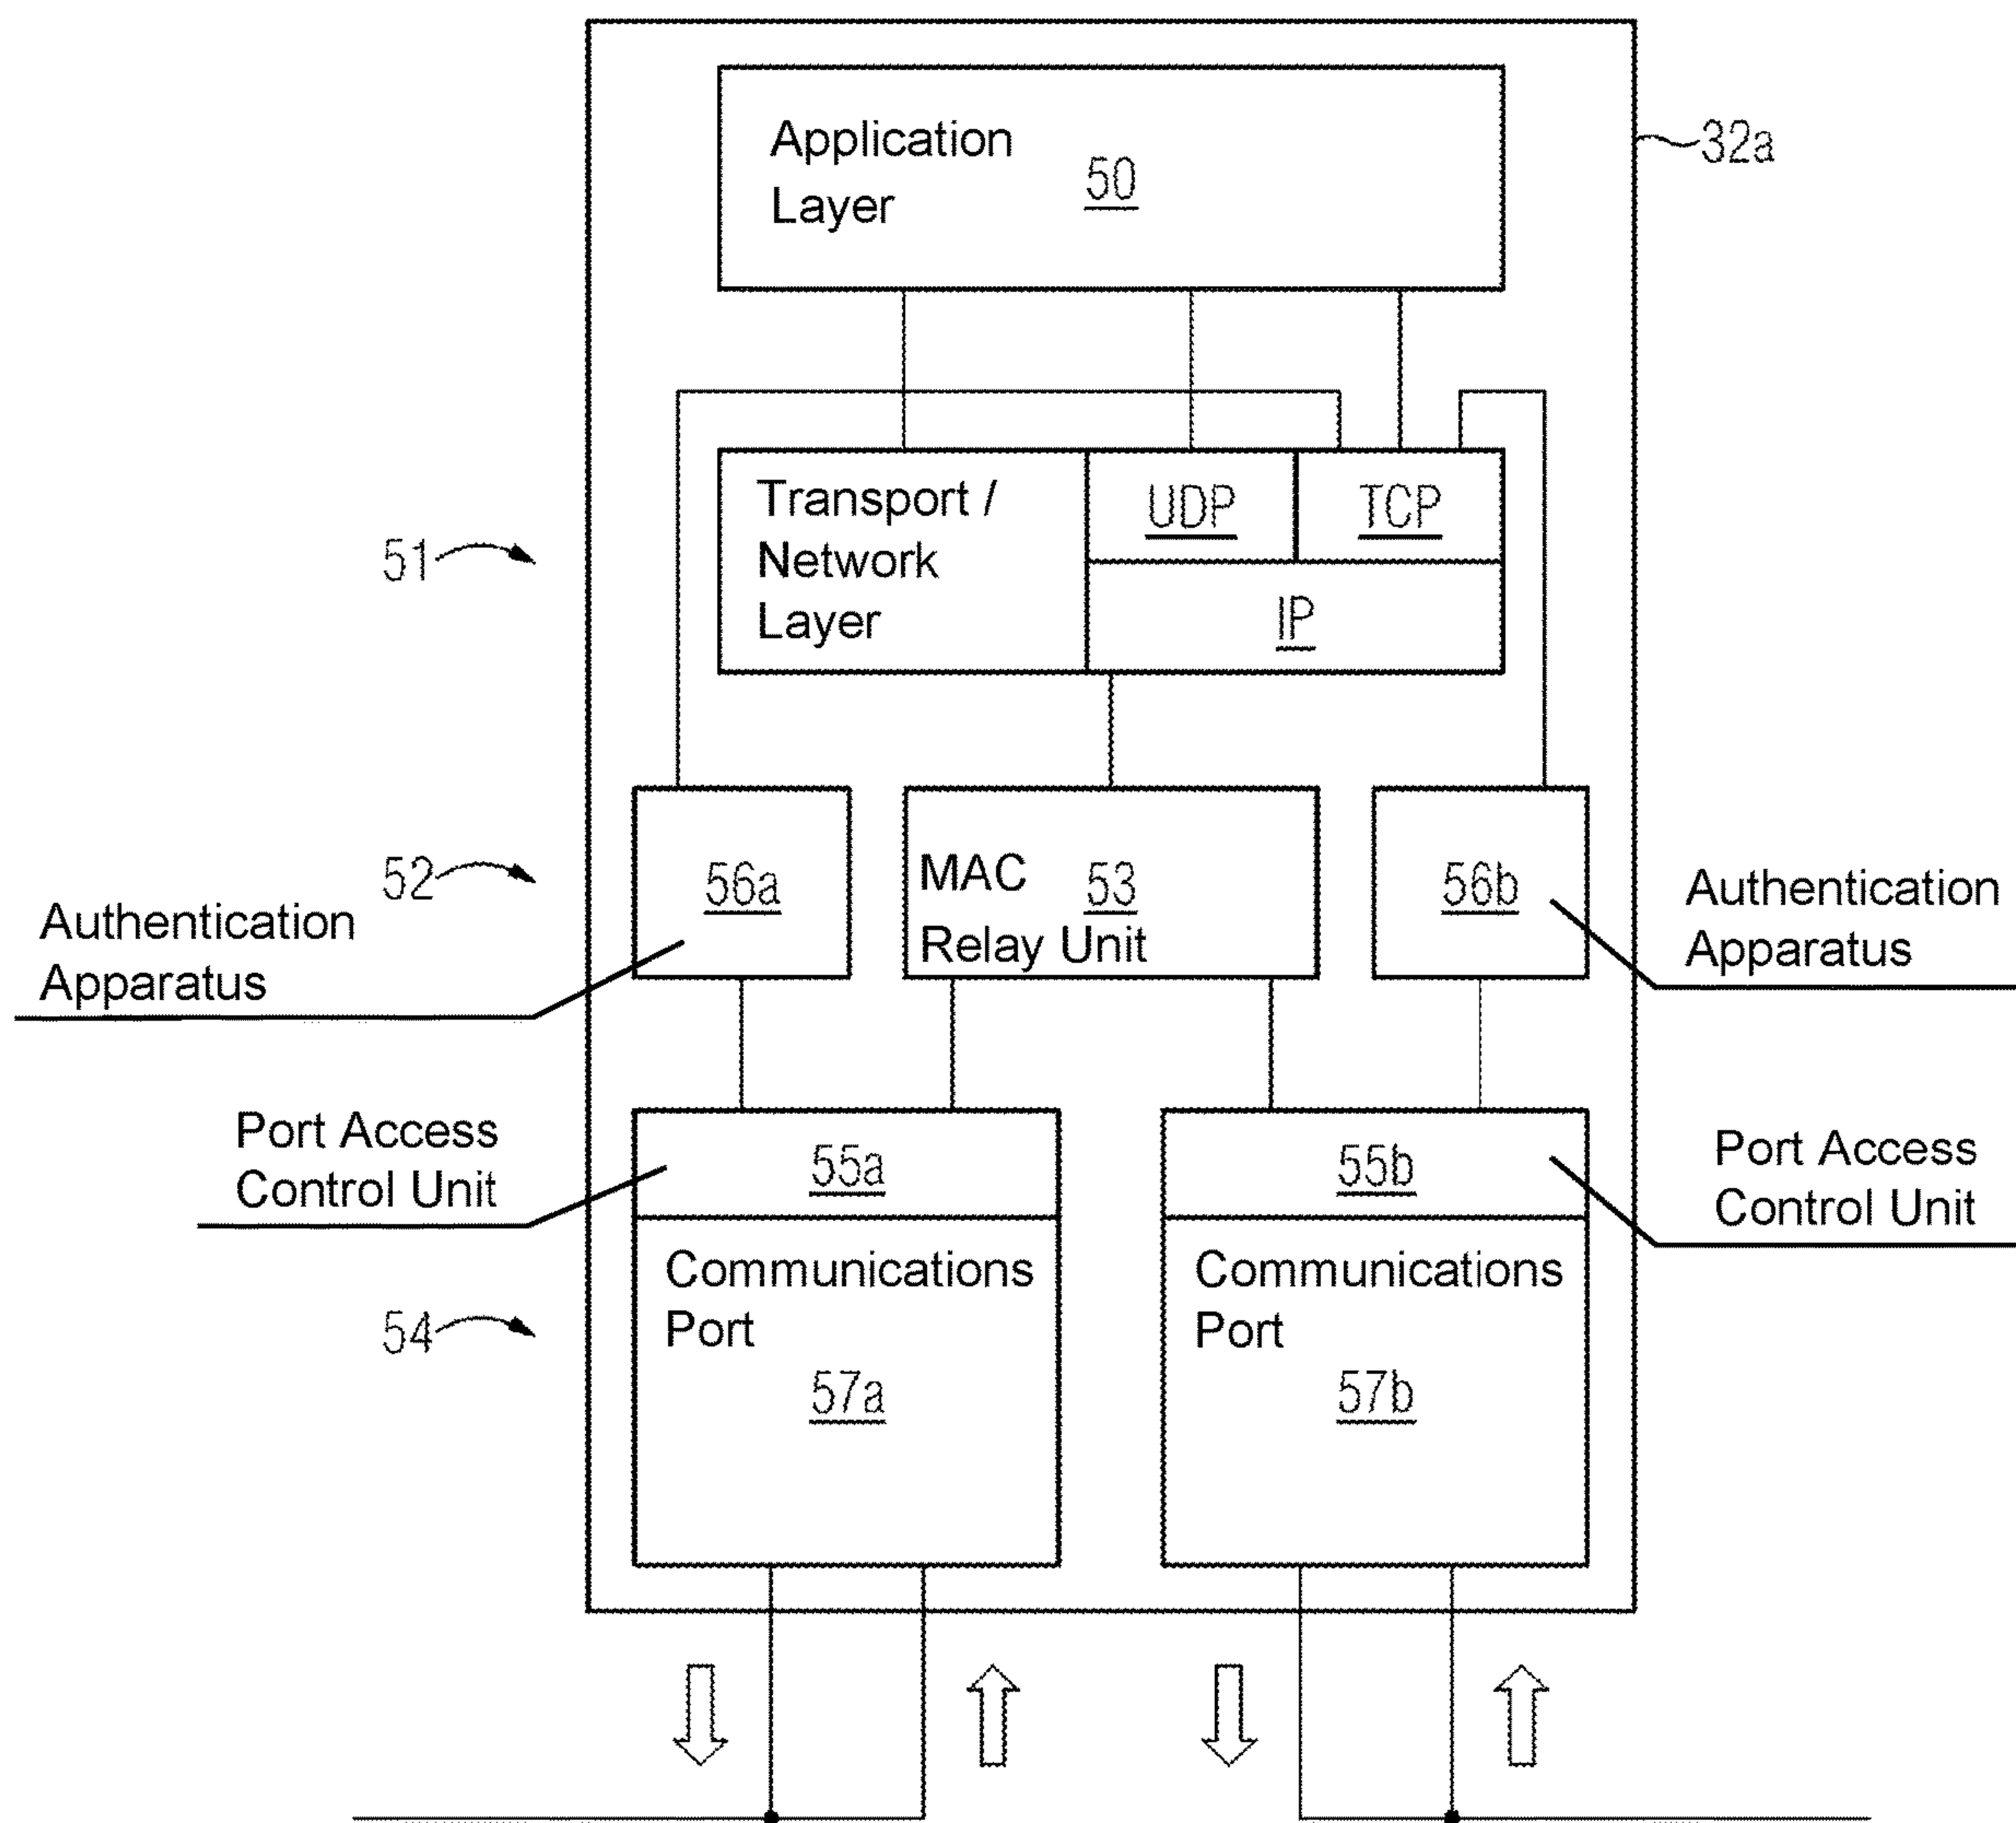 Application
Layer
50
32a
51
Transport /
Network
Layer
UDP
TCP
IP
52
Authentication
Apparatus
56a
MAC
Relay Unit
53
56b
Authentication
Apparatus
Port Access
Control Unit
55a
55b
Port Access
Control Unit
54
Communications
Port
57a
Communications
Port
57b